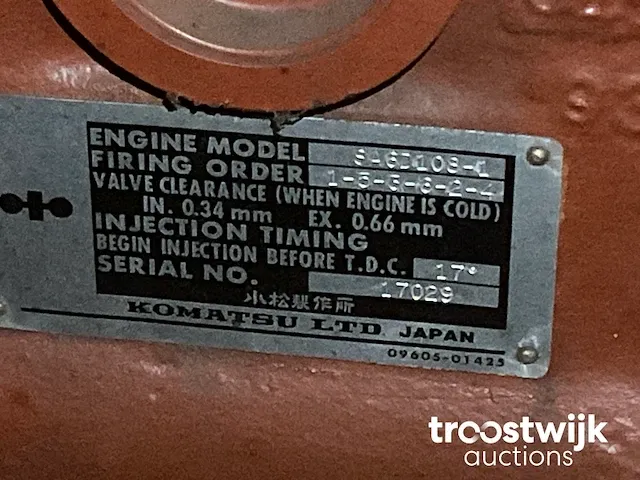 ENGINE MODEL SA6D108-1
FIRING ORDER 1-5-3-6-2-4
VALVE CLEARANCE (WHEN ENGINE IS COLD)
IN. 0.34 mm EX. 0.66 mm
INJECTION TIMING
BEGIN INJECTION BEFORE T.D.C. 17°
SERIAL NO. 17029
小松製作所
KOMATSU LTD JAPAN
09605-01425
troostwijk
auctions